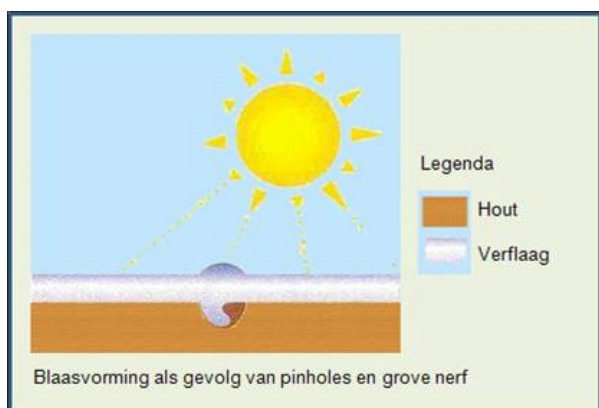 Legenda
Hout
Verflaag
Blaasvorming als gevolg van pinholes en grove nerf